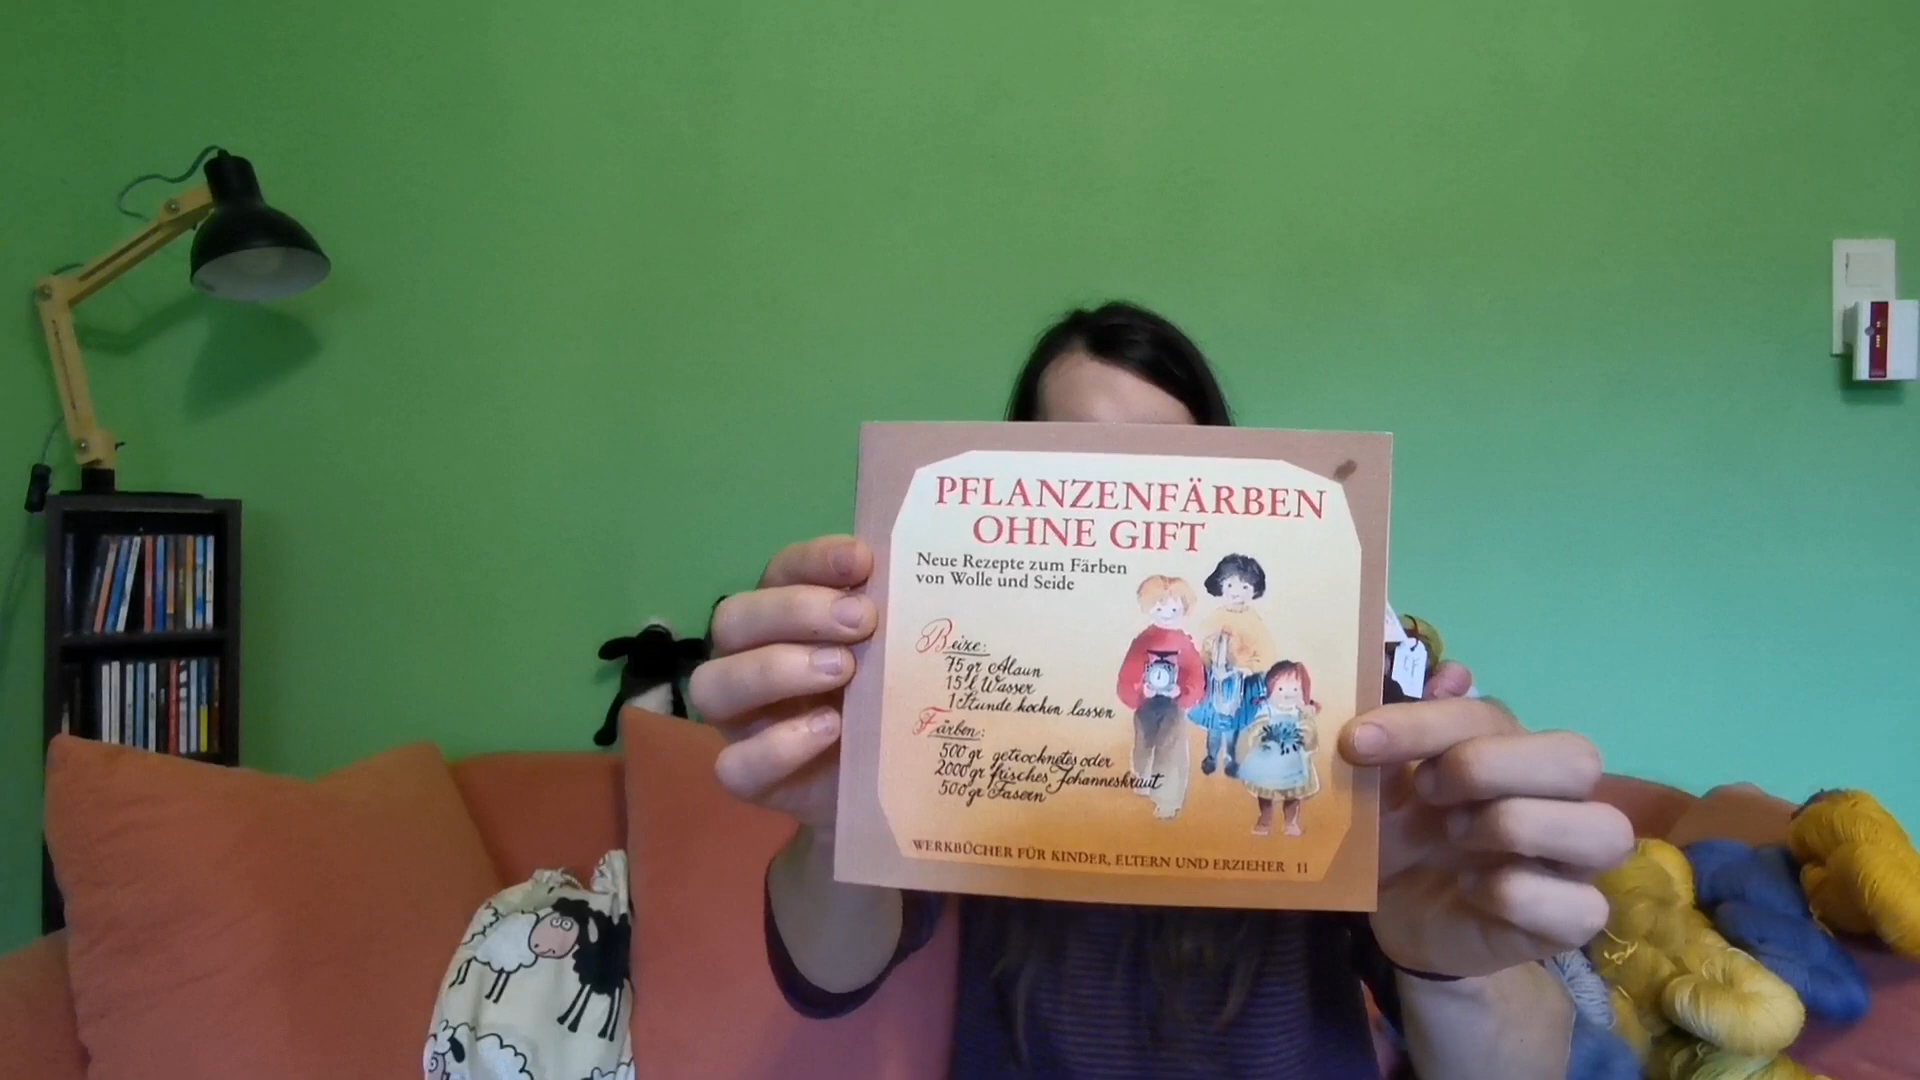 PFLANZENFÄRBEN
OHNE GIFT
Neue Rezepte zum Färben
von Wolle und Seide
Beize:
75 gr Alaun
15 l Wasser
1 Stunde kochen lassen
Färben:
500 gr getrocknetes oder
2000 gr frisches Johanneskraut
500 gr Fasern
WERKBÜCHER FÜR KINDER, ELTERN UND ERZIEHER 11
CF